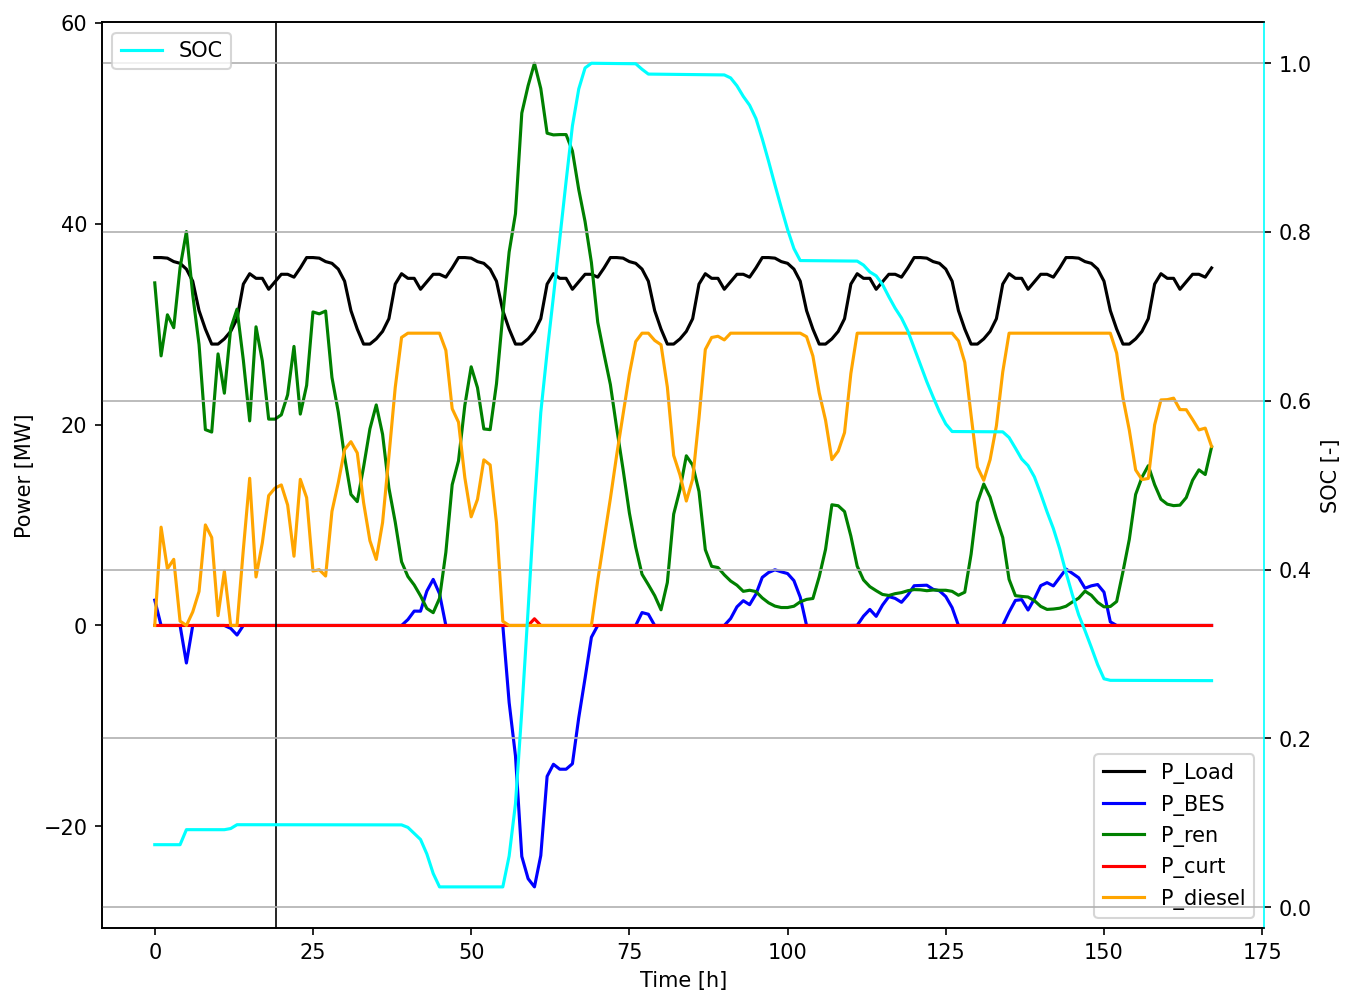 SOC
60
40
20
0
−20
Power [MW]
1.0
0.8
0.6
0.4
0.2
0.0
SOC [-]
P_Load
P_BES
P_ren
P_curt
P_diesel
0 25 50 75 100 125 150 175
Time [h]